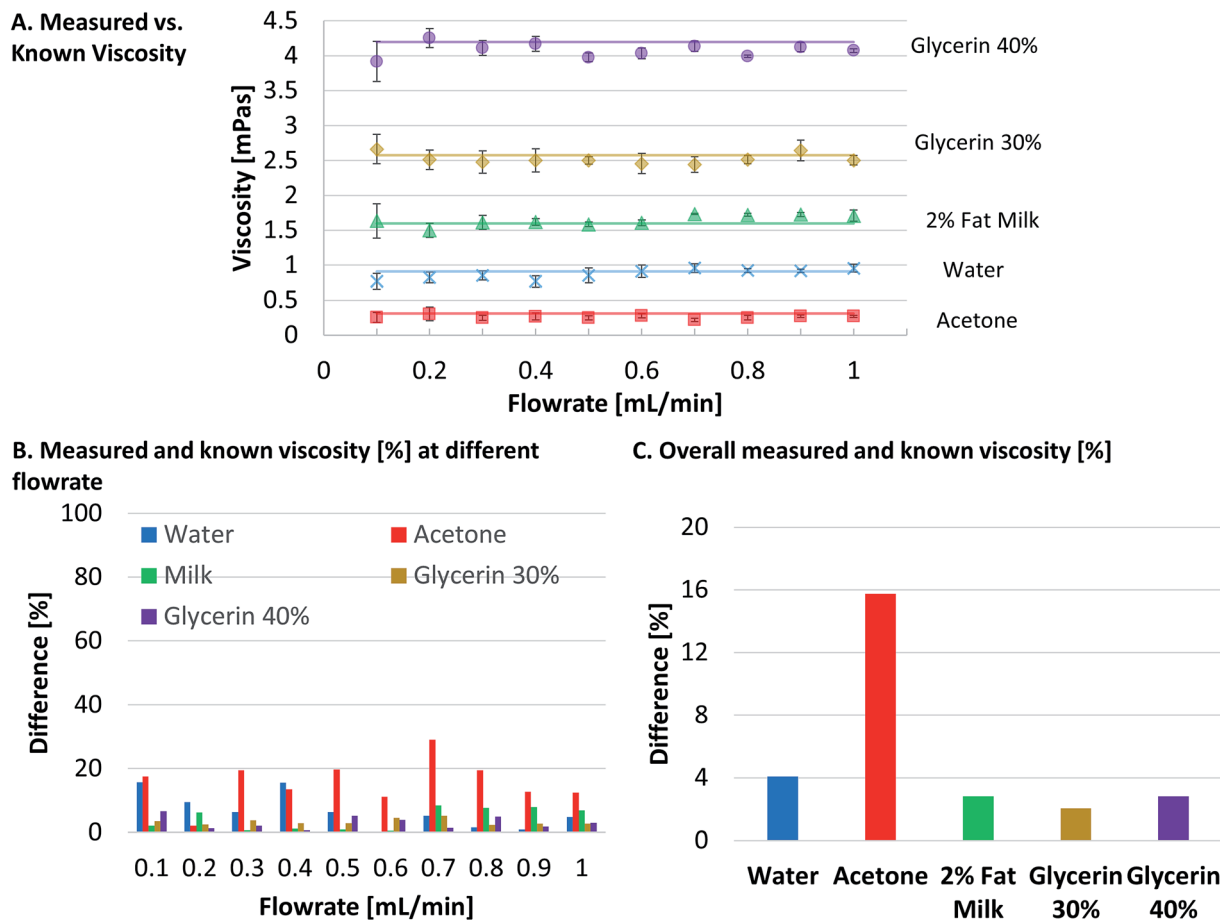 A. Measured vs.
Known Viscosity
Viscosity [mPas]
4.5
4
3.5
3
2.5
2
1.5
1
0.5
0
0 0.2 0.4 0.6 0.8 1
Flowrate [mL/min]
Glycerin 40%
Glycerin 30%
2% Fat Milk
Water
Acetone
B. Measured and known viscosity [%] at different
flowrate
Difference [%]
100
80
60
40
20
0
Water Acetone
Milk Glycerin 30%
Glycerin 40%
0.1 0.2 0.3 0.4 0.5 0.6 0.7 0.8 0.9 1
Flowrate [mL/min]
C. Overall measured and known viscosity [%]
Difference [%]
20
16
12
8
4
0
Water Acetone 2% Fat Glycerin Glycerin
Milk 30% 40%